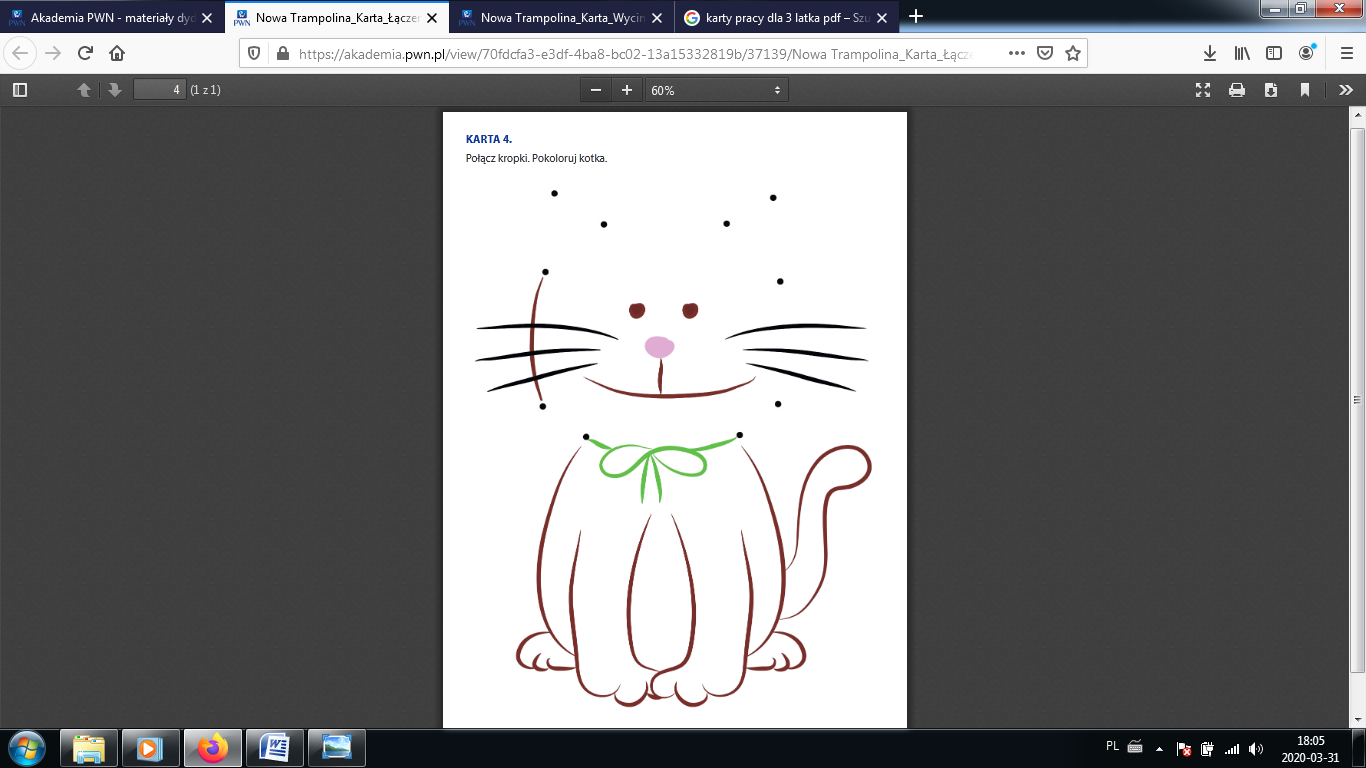 Akademia PWN - materiały dyd
Nowa Trampolina_Karta_Łączen
Nowa Trampolina_Karta_Wycin
karty pracy dla 3 latka pdf – Szu
https://akademia.pwn.pl/view/70fdcfa3-e3df-4ba8-bc02-13a15332819b/37139/Nowa Trampolina_Karta_Łącze
4 (1 z 1)
60%
KARTA 4.
Połącz kropki. Pokoloruj kotka.
PL
18:05
2020-03-31